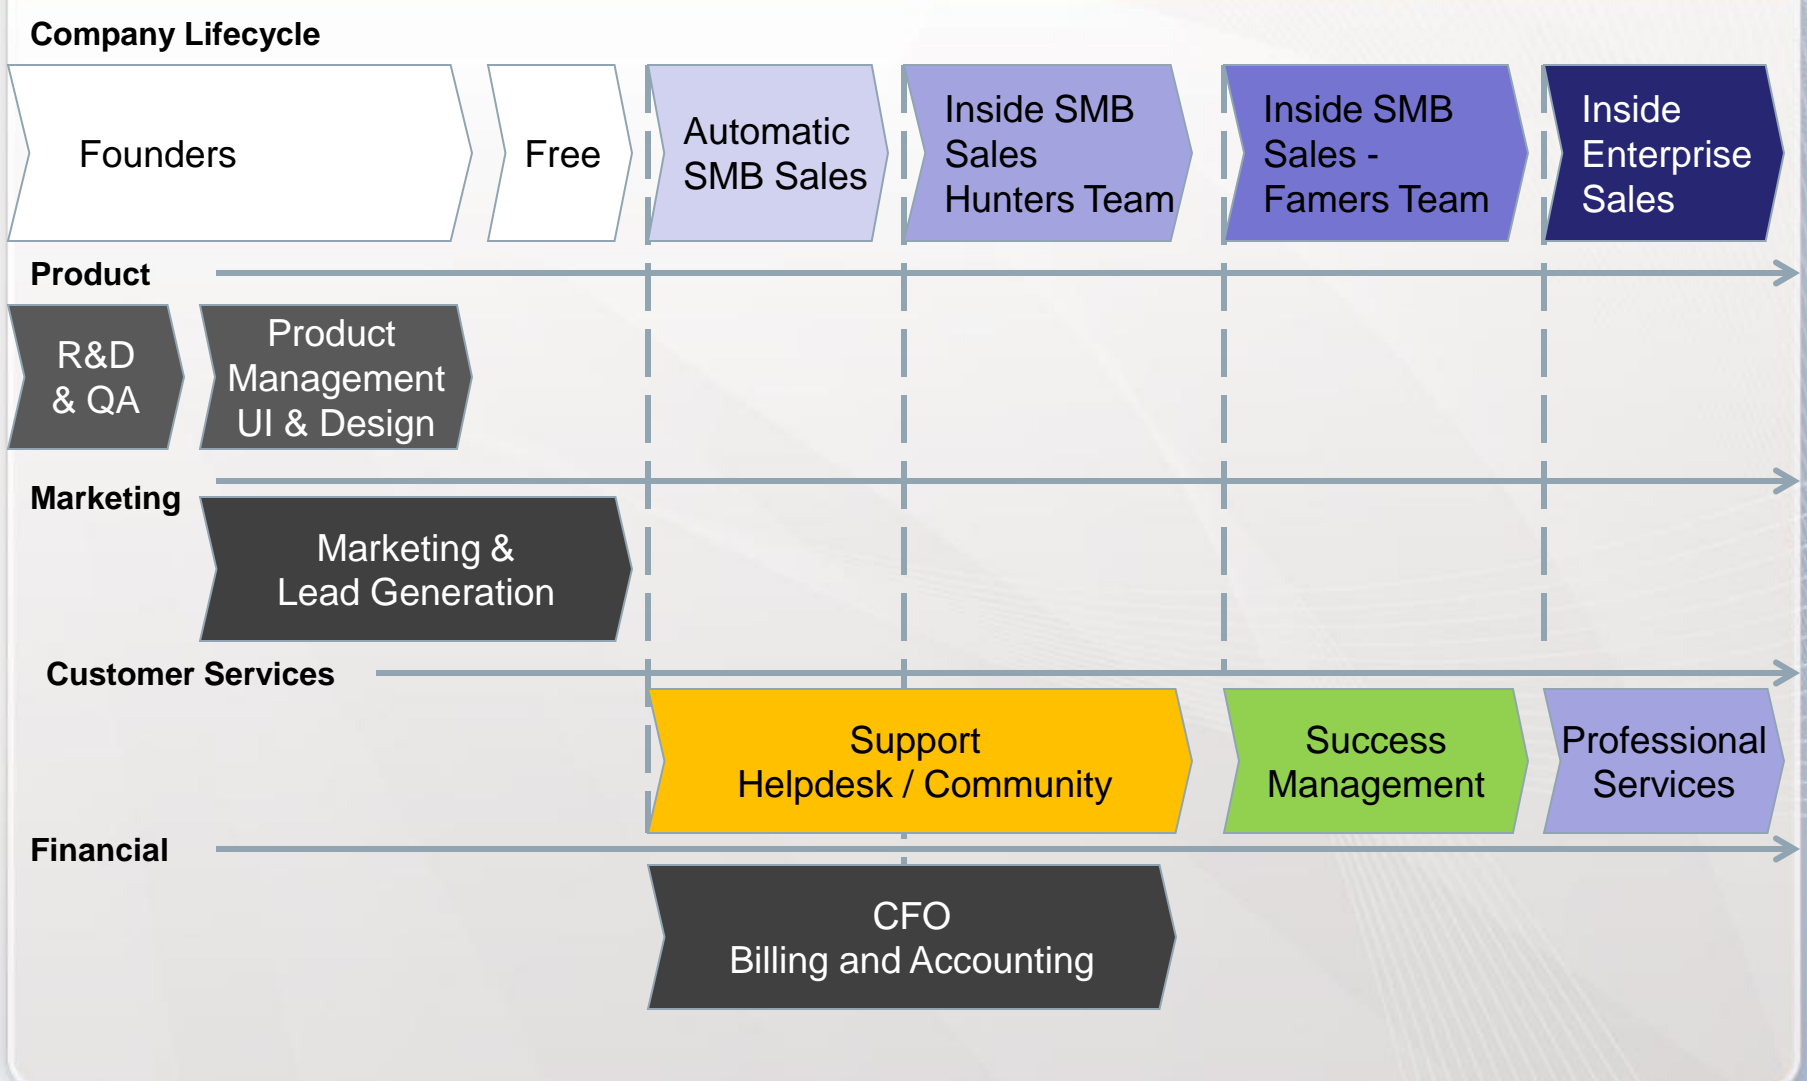 Company Lifecycle
Founders
Free
Automatic
SMB Sales
Inside SMB
Sales
Hunters Team
Inside SMB
Sales -
Famers Team
Inside
Enterprise
Sales
Product
R&D
& QA
Product
Management
UI & Design
Marketing
Marketing &
Lead Generation
Customer Services
Support
Helpdesk / Community
Success
Management
Professional
Services
Financial
CFO
Billing and Accounting